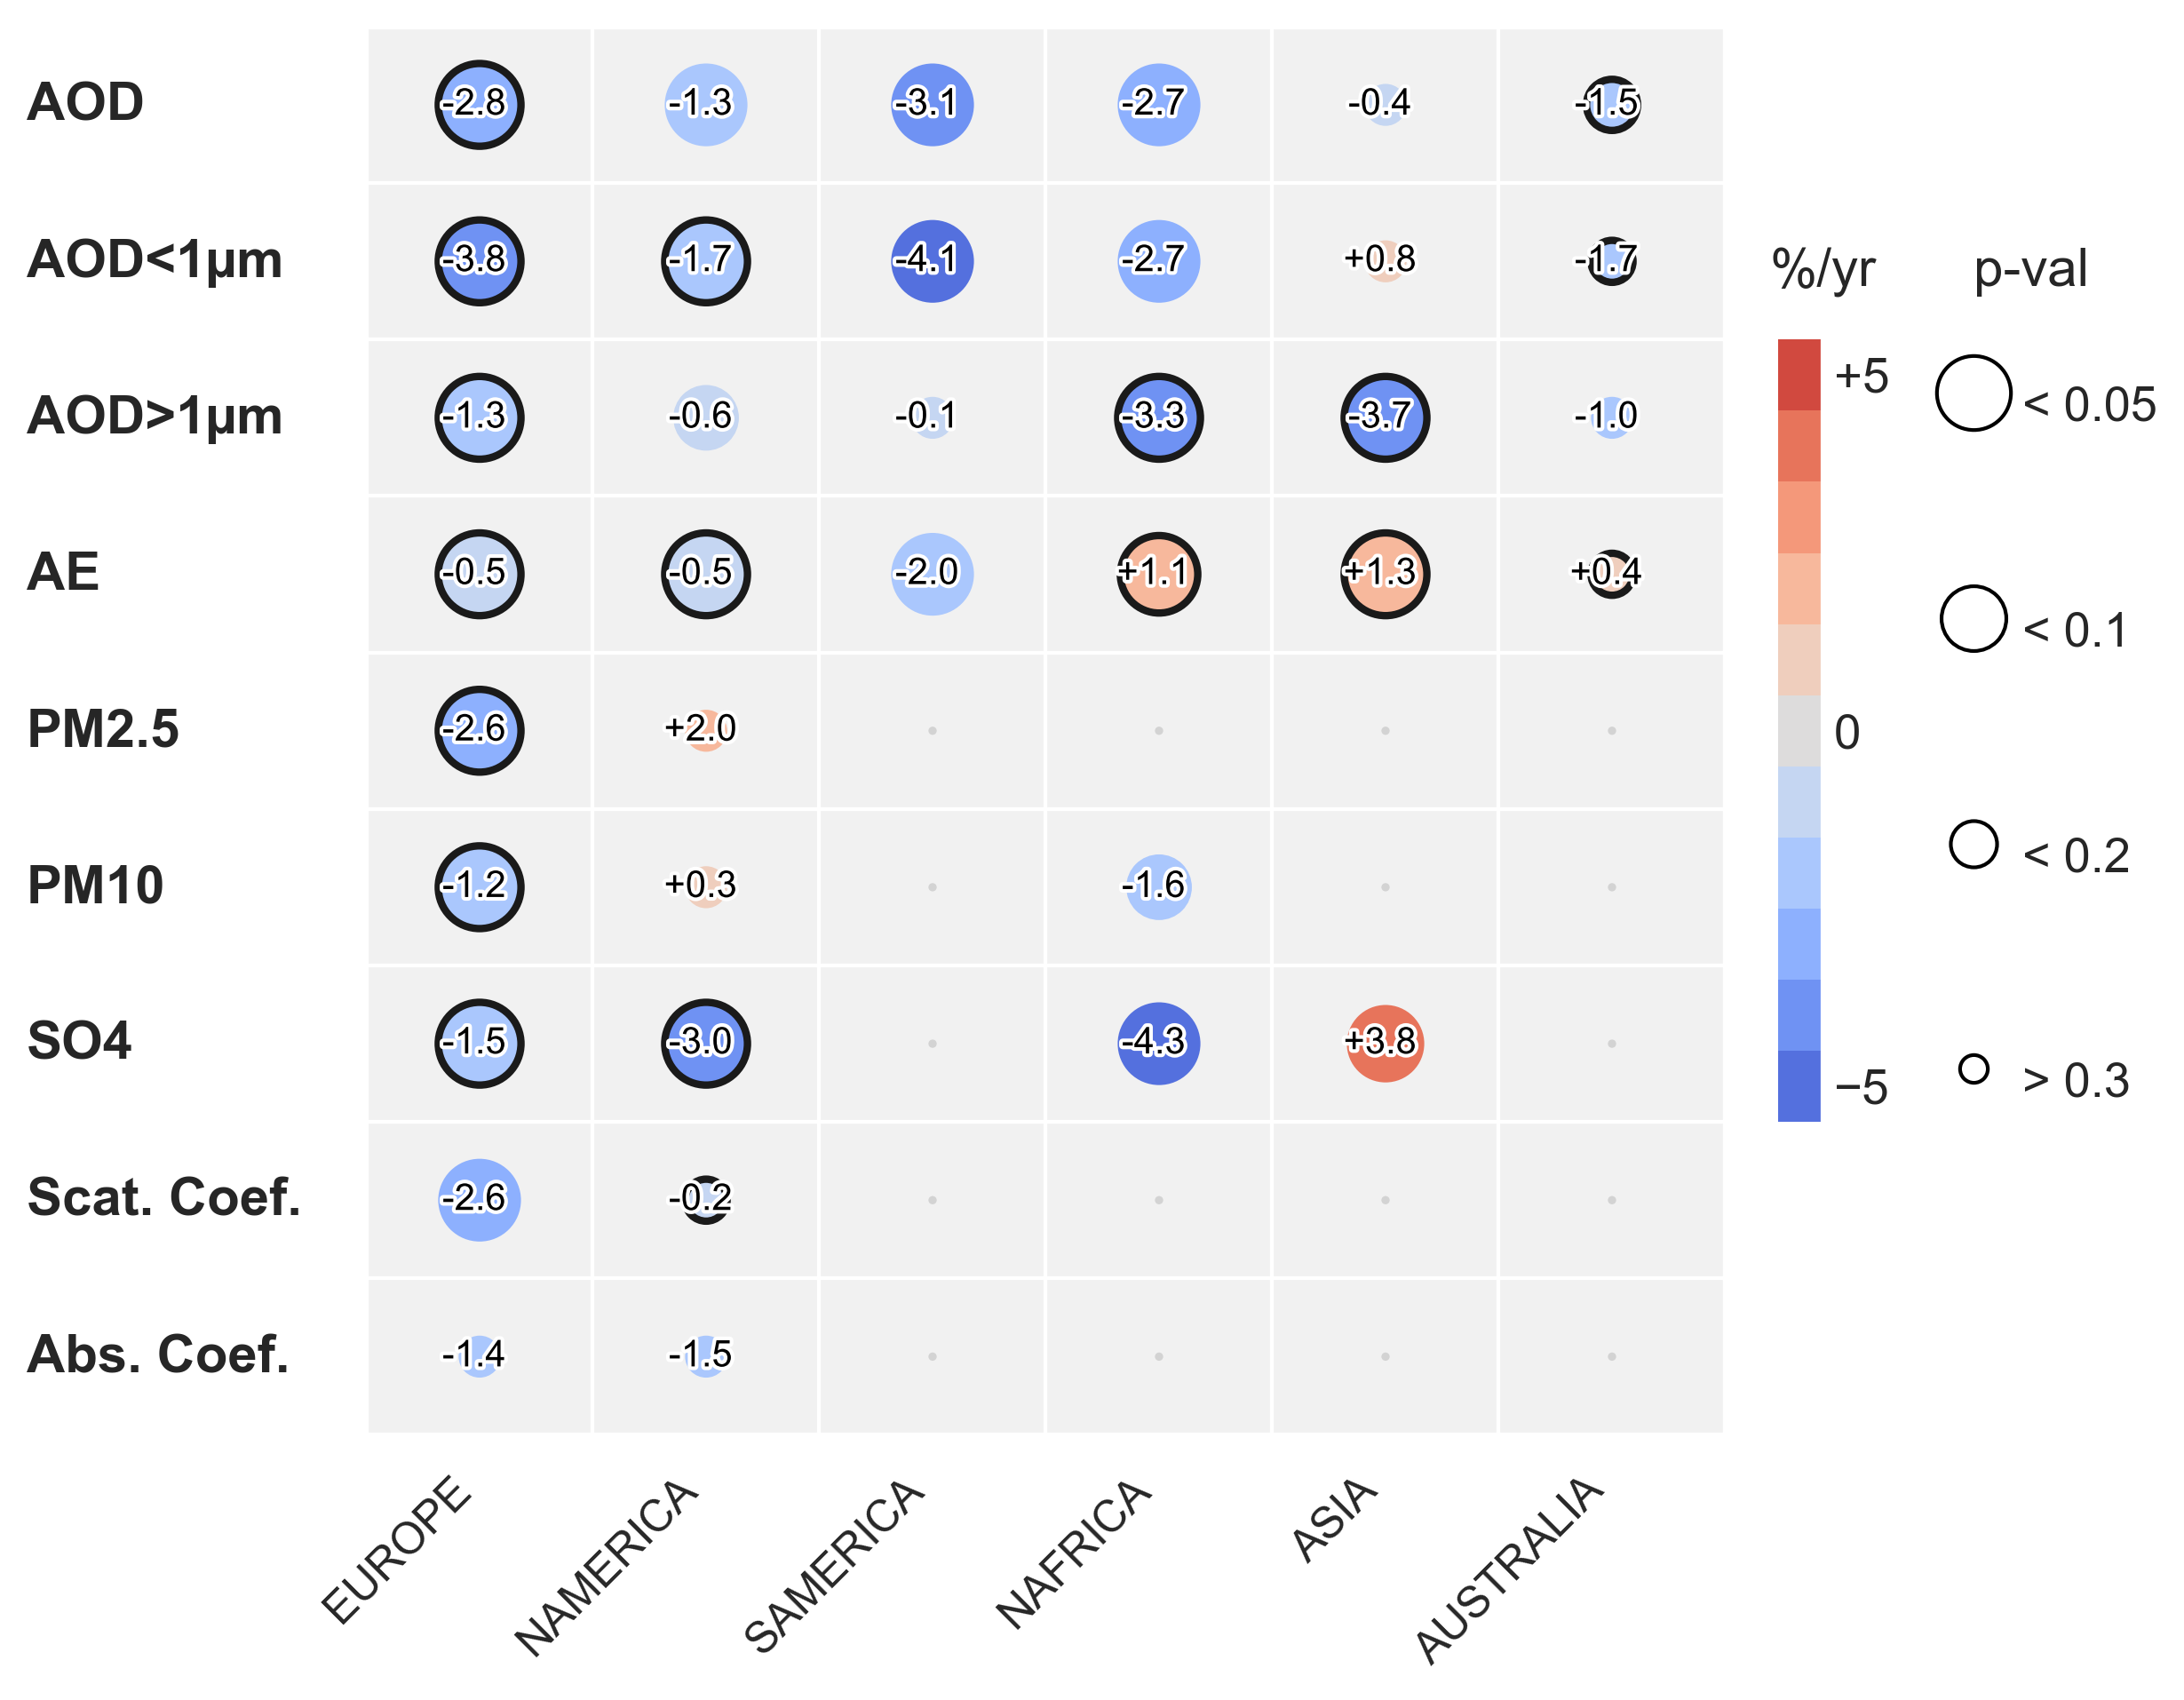 AOD -2.8 -1.3 -3.1 -2.7 -0.4 -1.5
AOD<1µm -3.8 -1.7 -4.1 -2.7 +0.8 -1.7
AOD>1µm -1.3 -0.6 -0.1 -3.3 -3.7 -1.0
AE -0.5 -0.5 -2.0 +1.1 +1.3 +0.4
PM2.5 -2.6 +2.0
PM10 -1.2 +0.3 -1.6
SO4 -1.5 -3.0 -4.3 +3.8
Scat. Coef. -2.6 -0.2
Abs. Coef. -1.4 -1.5
EUROPE NAMERICA SAMERICA NAFRICA ASIA AUSTRALIA
%/yr
+5
0
−5
p-val
< 0.05
< 0.1
< 0.2
> 0.3